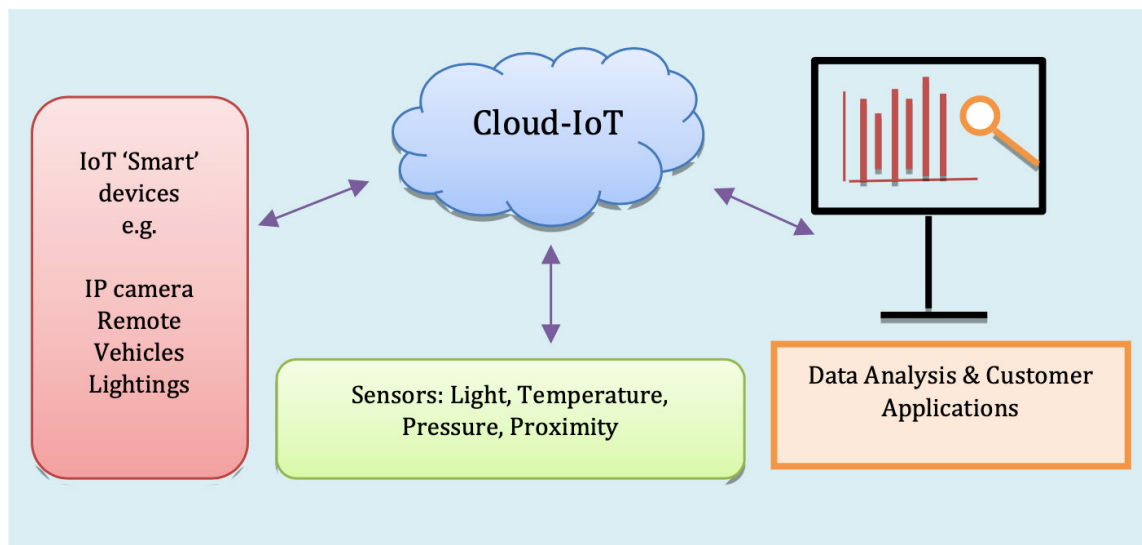 Cloud-IoT
IoT ‘Smart’
devices
e.g.
IP camera
Remote
Vehicles
Lightings
Sensors: Light, Temperature,
Pressure, Proximity
Data Analysis & Customer
Applications